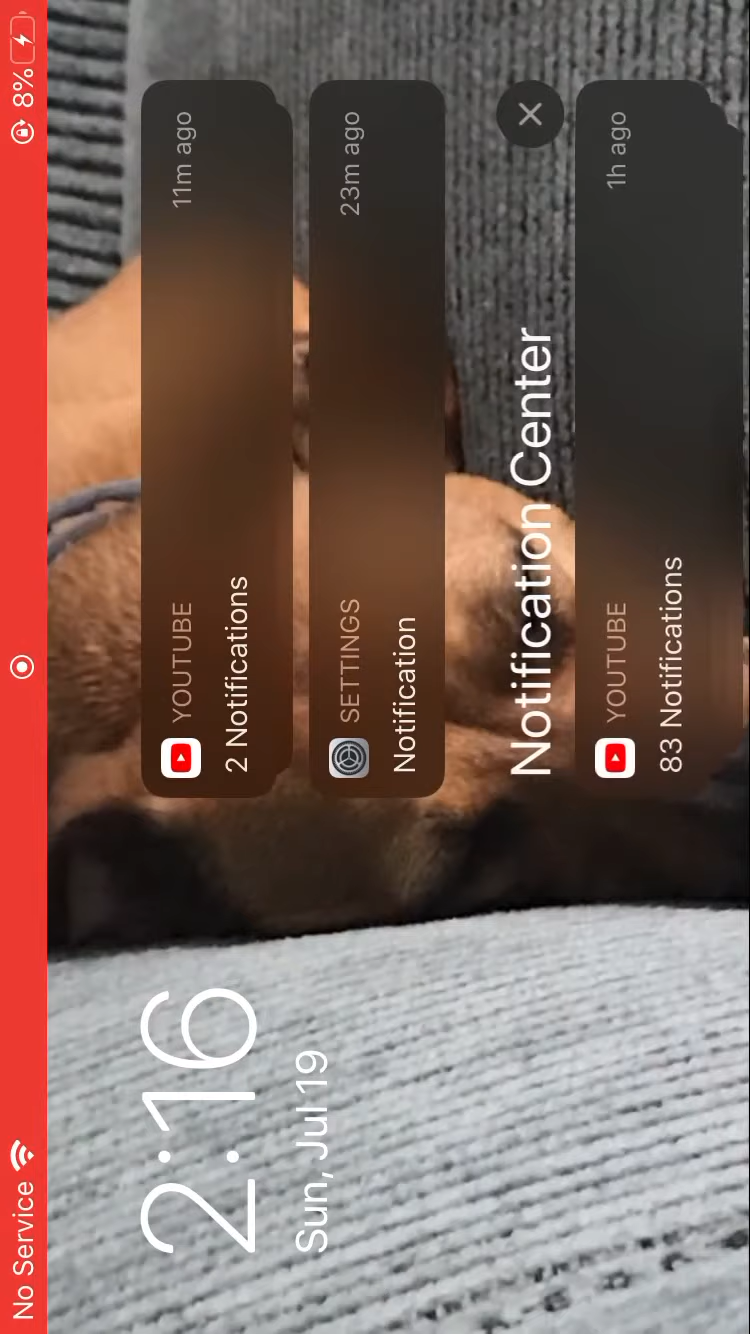 No Service
8%
2:16
Sun, Jul 19
YOUTUBE
11m ago
2 Notifications
SETTINGS
23m ago
Notification
Notification Center
YOUTUBE
1h ago
83 Notifications